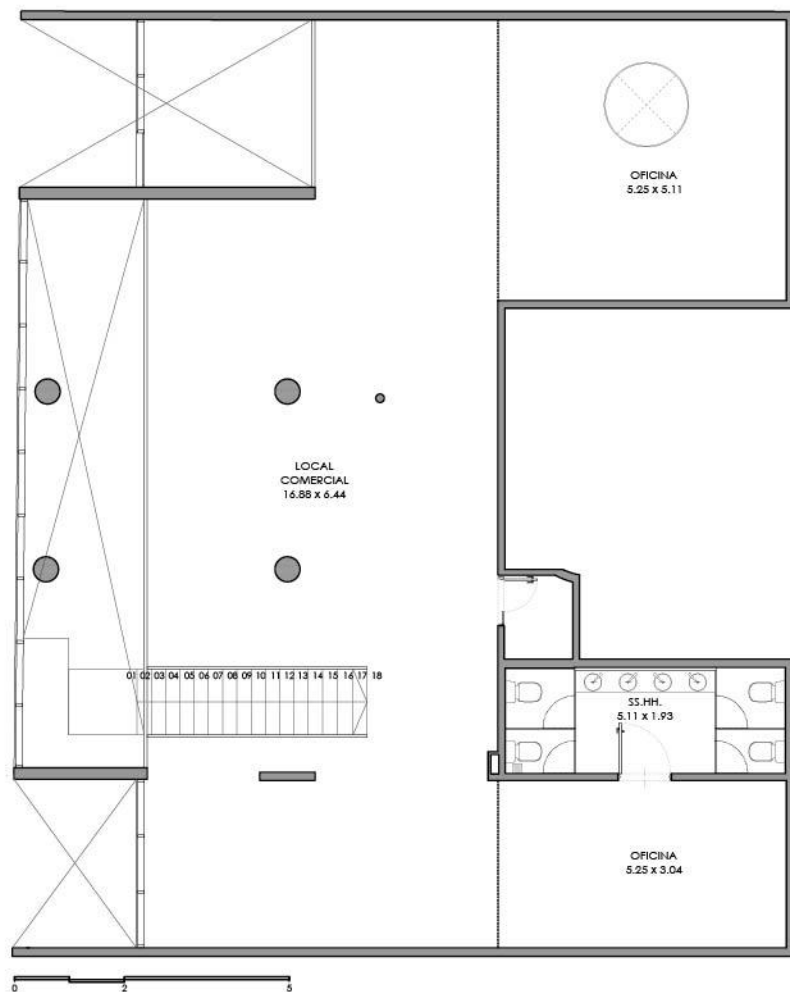 OFICINA
5.25 x 5.11
LOCAL
COMERCIAL
16.88 x 6.44
01 02 03 04 05 06 07 08 09 10 11 12 13 14 15 16 17 18
SS.HH.
5.11 x 1.93
OFICINA
5.25 x 3.04
0 2 5